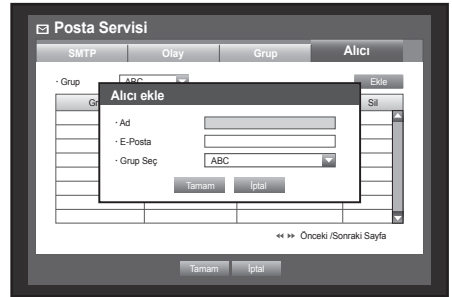 Posta Servisi
SMTP Olay Grup Alıcı
· Grup ABC Ekle
Sil
Alıcı ekle
· Ad
· E-Posta
· Grup Seç ABC
Tamam İptal
Önceki /Sonraki Sayfa
Tamam İptal